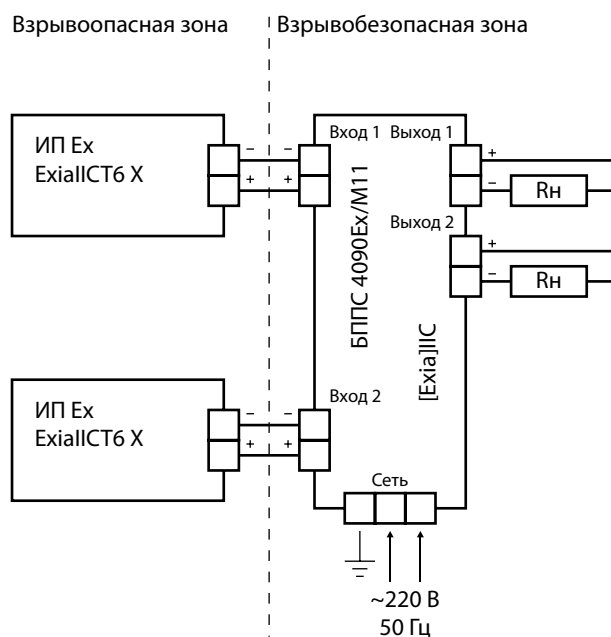 Взрывоопасная зона
Взрывобезопасная зона
ИП Ex
ExiaIICT6 X
–
+
–
+
Вход 1
Выход 1
БППС 4090Ex/M11
+
–
Rн
Выход 2
+
–
Rн
[Exia]IIC
ИП Ex
ExiaIICT6 X
–
+
–
+
Вход 2
Сеть
~220 В
50 Гц